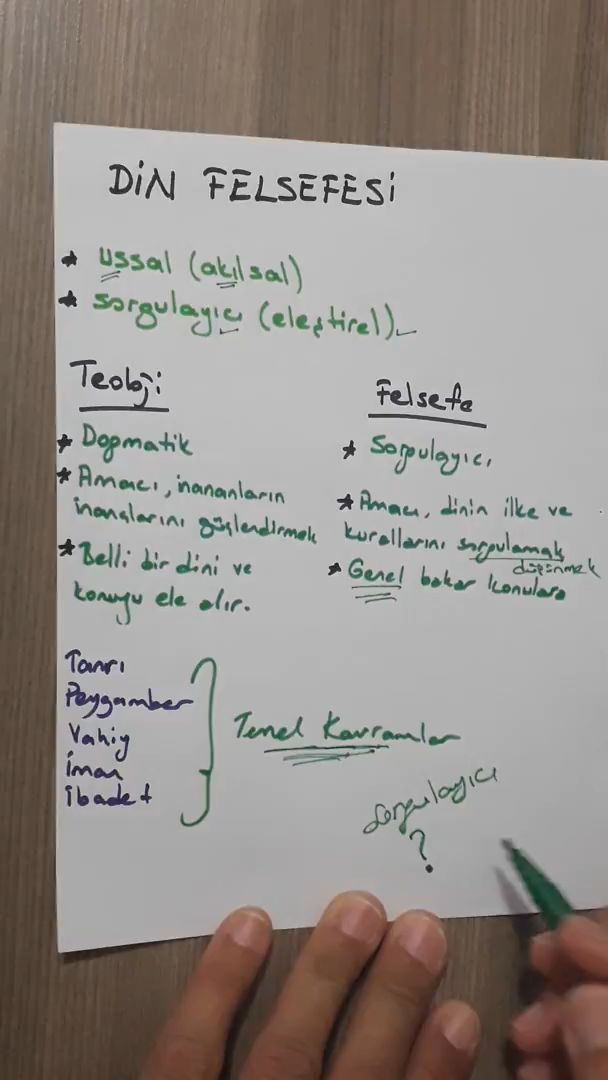 DİN FELSEFESİ
* ussal (akılsal)
* sorgulayıcı (eleştirel)
Teoloji
* Dogmatik
* Amacı, inananların
inançlarını güçlendirmek
* Belli bir dini ve
konuyu ele alır.
Felsefe
* Sorgulayıcı
* Amacı, dinin ilke ve
kurallarını sorgulamak
düşünmek
* Genel bakar konulara
Tanrı
Peygamber
Vahiy
İman
İbadet
Temel Kavramlar
sorgulayıcı
?